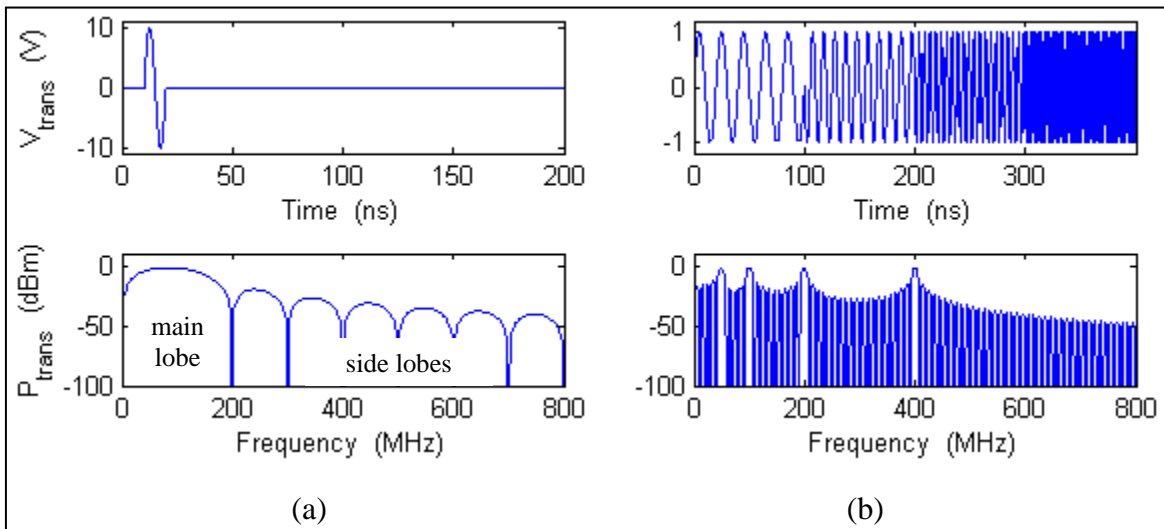 V_trans (V)
10
0
-10
0 50 100 150 200
Time (ns)
1
0
-1
0 100 200 300
Time (ns)
P_trans (dBm)
0
-50
-100
main
lobe
side lobes
0 200 400 600 800
Frequency (MHz)
0
-50
-100
0 200 400 600 800
Frequency (MHz)
(a)
(b)